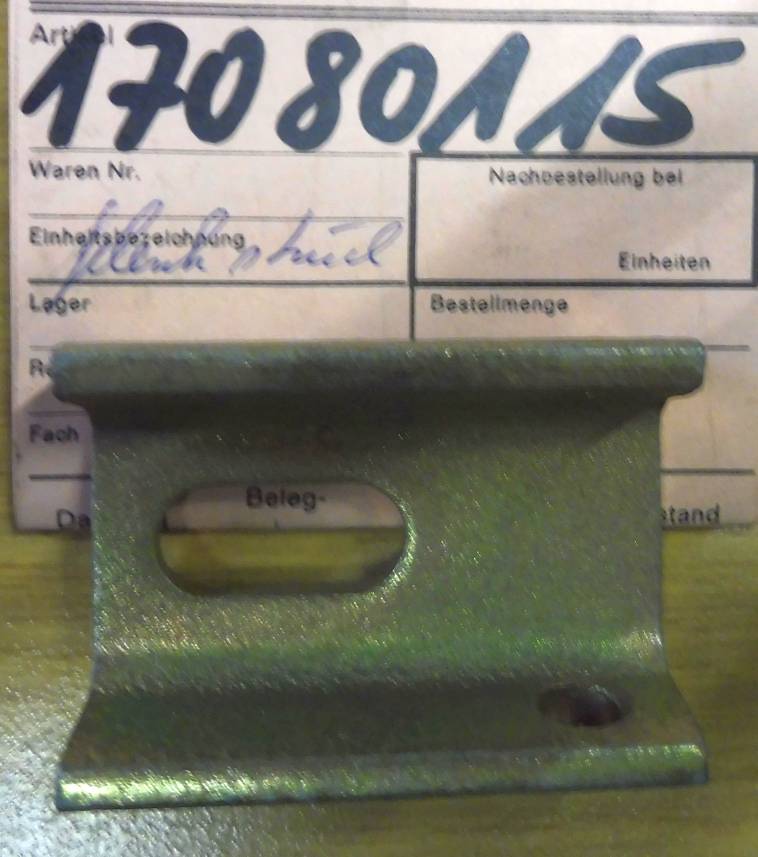 Artikel
17080115
Waren Nr.
Nachbestellung bei
Einheitsbezeichnung
Einheiten
Lager
Bestellmenge
Fach
Beleg-